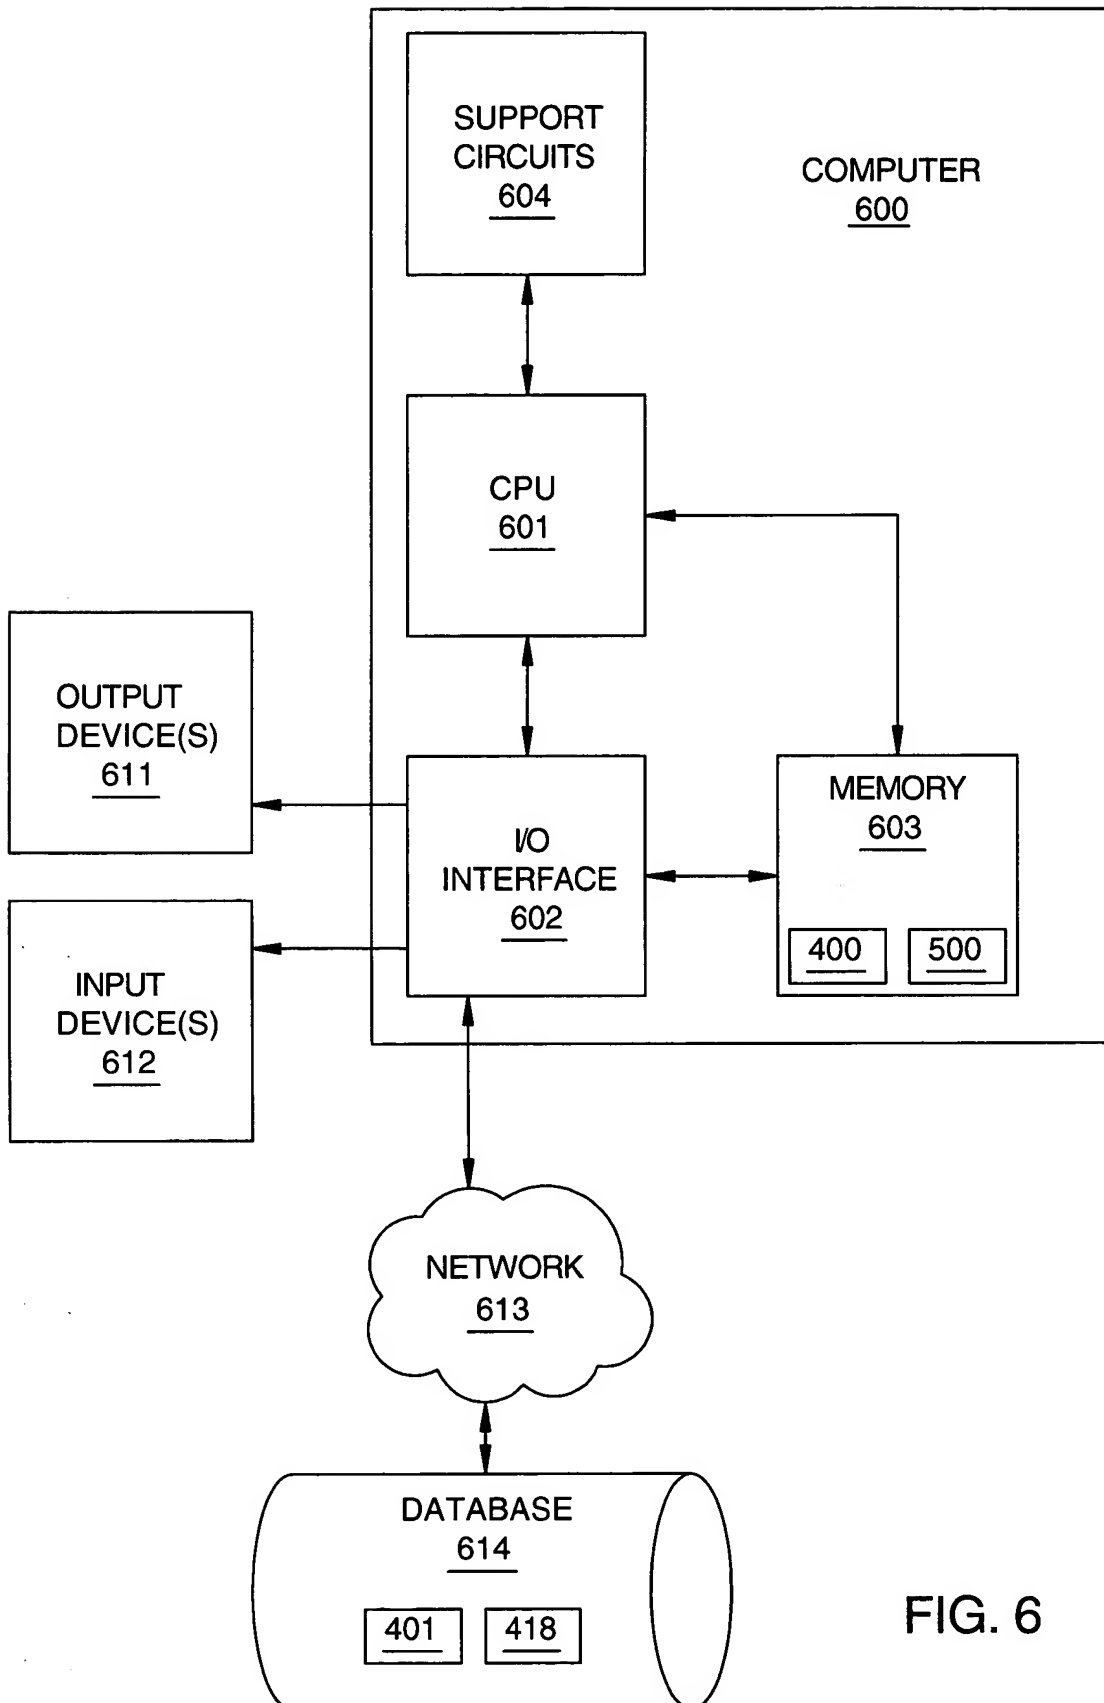 SUPPORT
CIRCUITS
604
COMPUTER
600
CPU
601
OUTPUT
DEVICE(S)
611
I/O
INTERFACE
602
MEMORY
603
400
500
INPUT
DEVICE(S)
612
NETWORK
613
DATABASE
614
401
418
FIG. 6